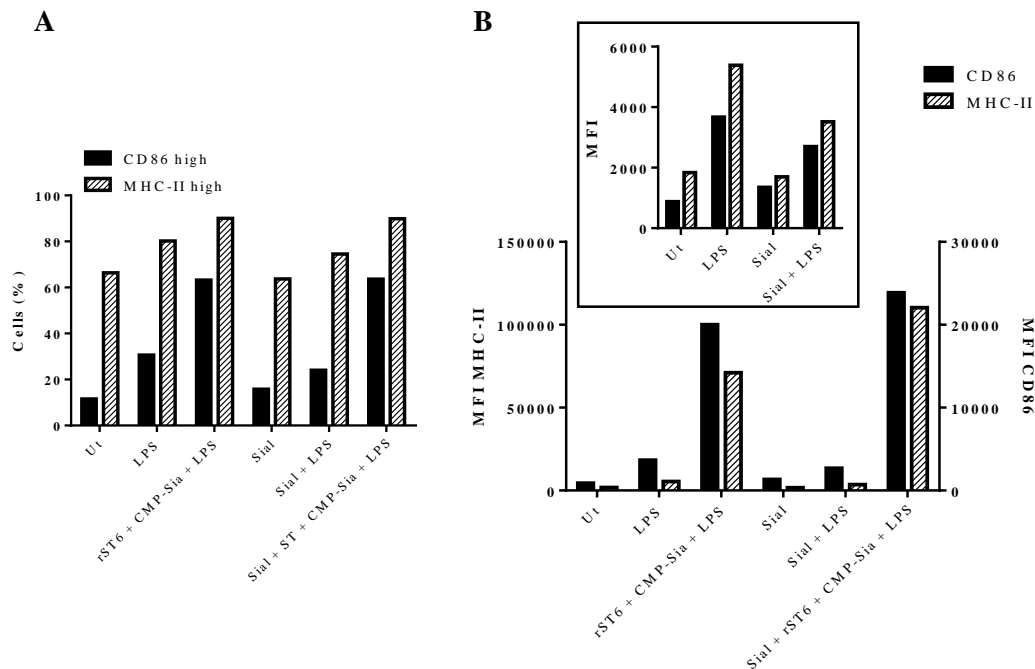 A
CD86 high
MHC-II high
Cells (%)
100
80
60
40
20
0
Ut
LPS
rST6 + CMP-Sia + LPS
Sial
Sial + LPS
Sial + ST + CMP-Sia + LPS
B
CD86
MHC-II
MFI
6000
4000
2000
0
Ut
LPS
Sial
Sial + LPS
MFI MHC-II
150000
100000
50000
0
MFI CD86
30000
20000
10000
0
Ut
LPS
rST6 + CMP-Sia + LPS
Sial
Sial + LPS
Sial + rST6 + CMP-Sia + LPS